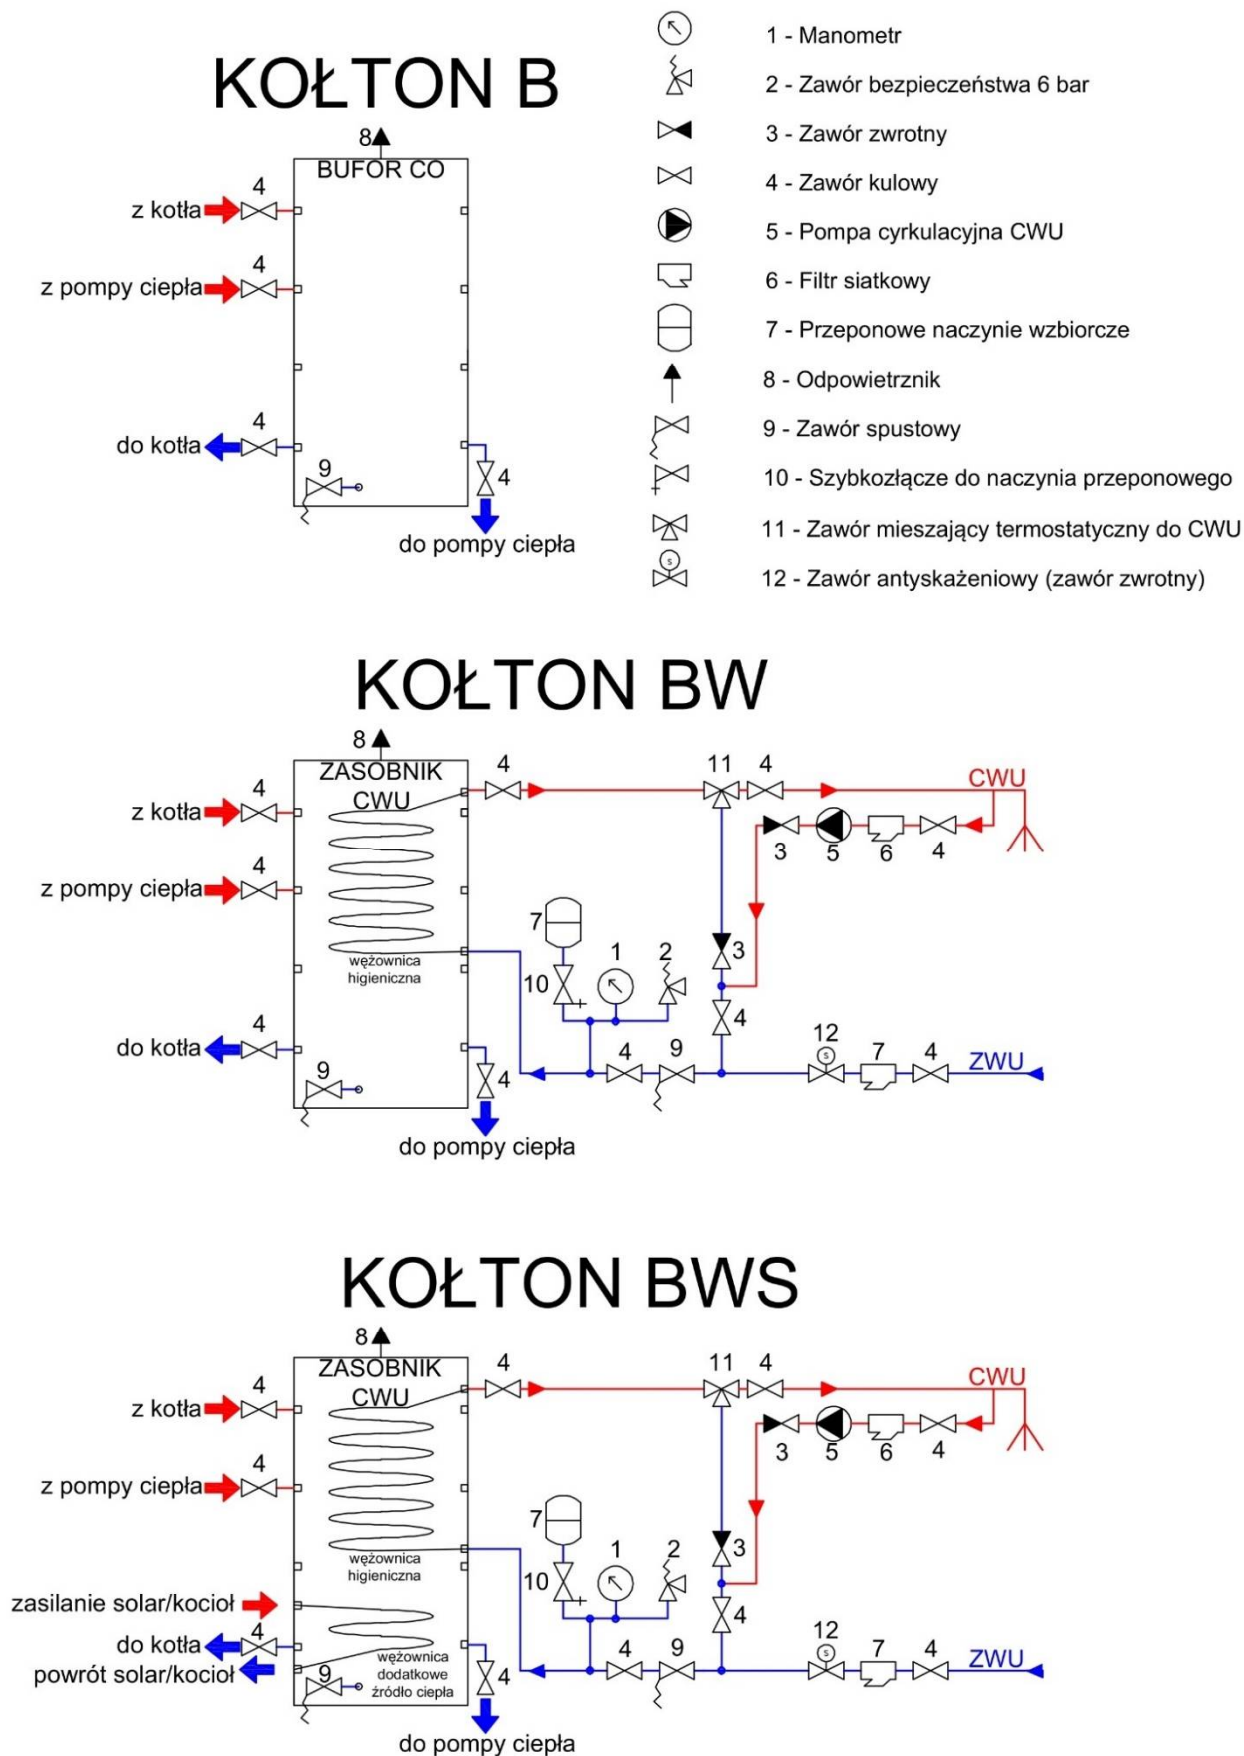 KOŁTON B
8
BUFOR CO
4
z kotła
4
z pompy ciepła
4
do kotła
9
4
do pompy ciepła
1 - Manometr
2 - Zawór bezpieczeństwa 6 bar
3 - Zawór zwrotny
4 - Zawór kulowy
5 - Pompa cyrkulacyjna CWU
6 - Filtr siatkowy
7 - Przeponowe naczynie wzbiorcze
8 - Odpowietrznik
9 - Zawór spustowy
10 - Szybkozłącze do naczynia przeponowego
11 - Zawór mieszający termostatyczny do CWU
S
12 - Zawór antyskażeniowy (zawór zwrotny)
KOŁTON BW
8
ZASOBNIK
CWU
4
11
4
CWU
4
z kotła
3
5
6
4
4
z pompy ciepła
7
wężownica
higieniczna
1
2
3
10
4
4
do kotła
9
4
4
9
12
S
7
4
ZWU
do pompy ciepła
KOŁTON BWS
8
ZASOBNIK
CWU
4
11
4
CWU
4
z kotła
3
5
6
4
4
z pompy ciepła
7
wężownica
higieniczna
1
2
3
10
4
zasilanie solar/kocioł
4
do kotła
powrót solar/kocioł
9
wężownica
dodatkowe
źródło ciepła
4
4
9
12
S
7
4
ZWU
do pompy ciepła